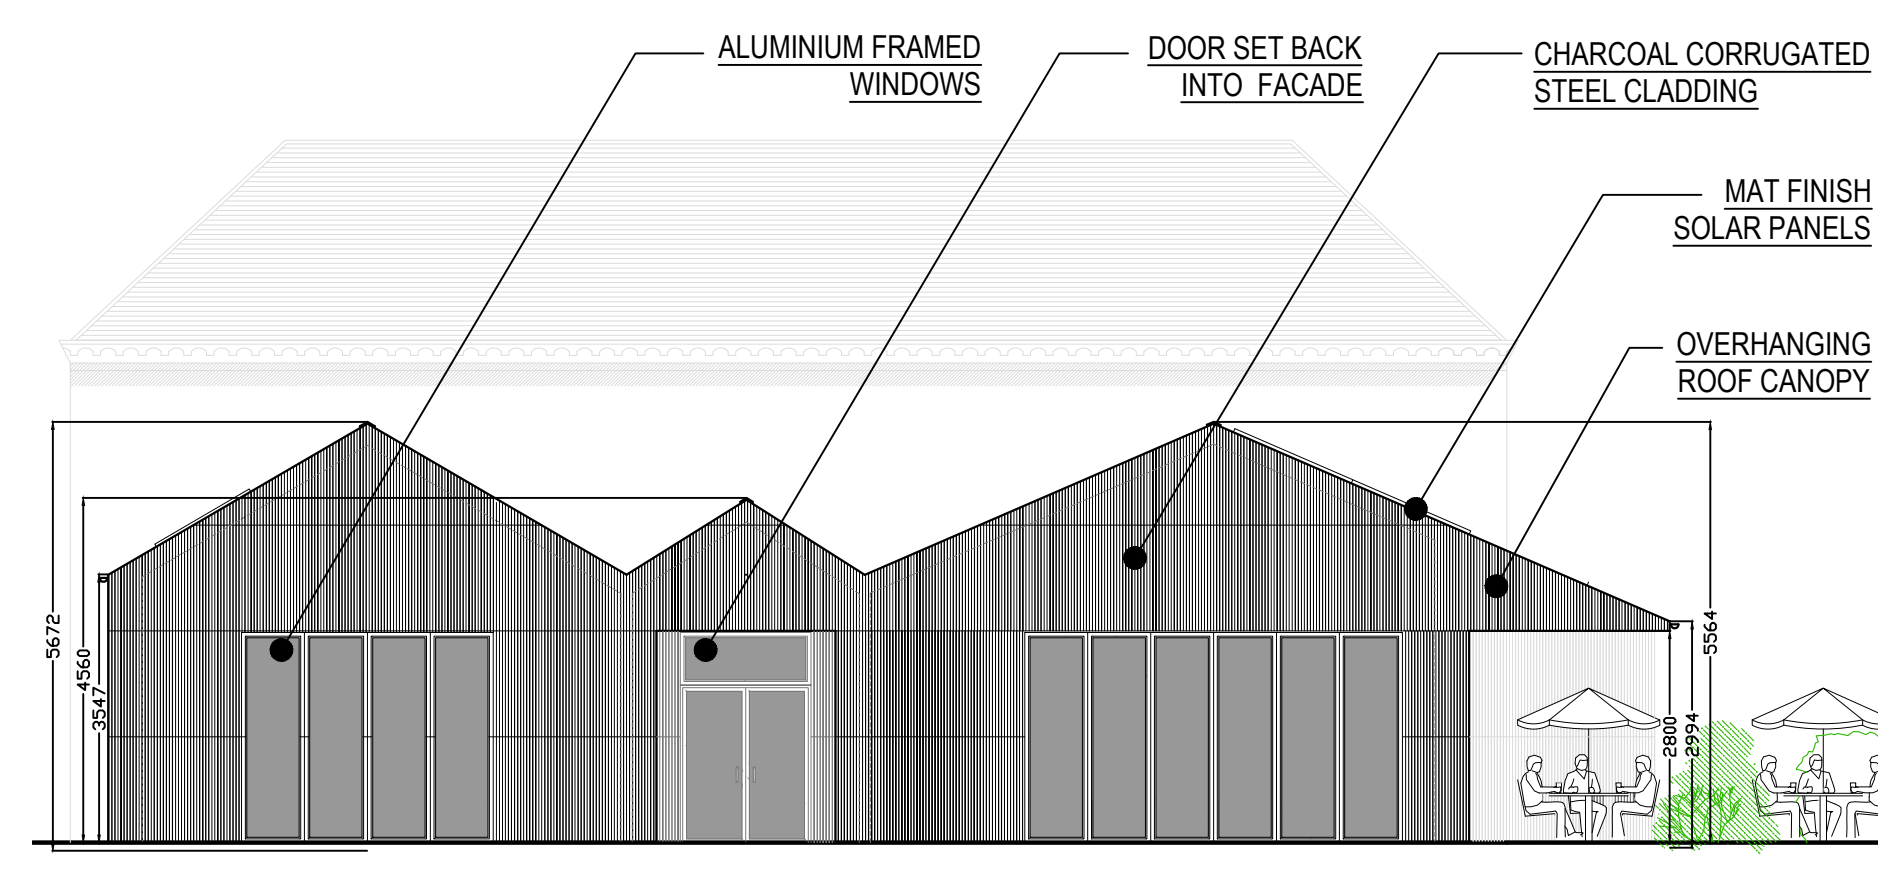 ALUMINIUM FRAMED
WINDOWS
DOOR SET BACK
INTO FACADE
CHARCOAL CORRUGATED
STEEL CLADDING
MAT FINISH
SOLAR PANELS
OVERHANGING
ROOF CANOPY
5672
4560
3547
2800
2994
5564